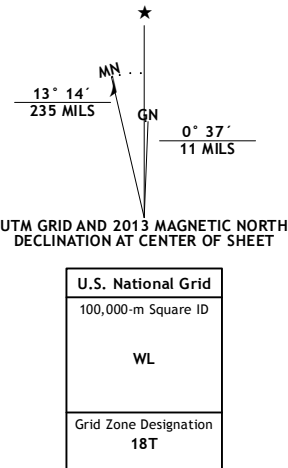 ★
MN
13° 14´
235 MILS
GN
0° 37´
11 MILS
UTM GRID AND 2013 MAGNETIC NORTH
DECLINATION AT CENTER OF SHEET
U.S. National Grid
100,000-m Square ID
WL
Grid Zone Designation
18T